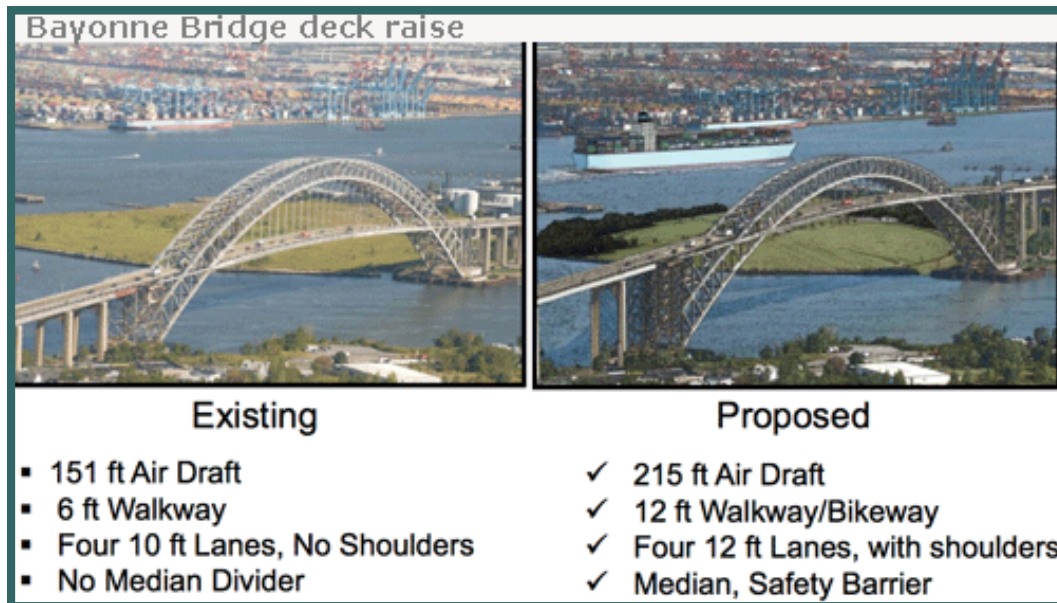 Bayonne Bridge deck raise
Existing
▪ 151 ft Air Draft
▪ 6 ft Walkway
▪ Four 10 ft Lanes, No Shoulders
▪ No Median Divider
Proposed
✓ 215 ft Air Draft
✓ 12 ft Walkway/Bikeway
✓ Four 12 ft Lanes, with shoulders
✓ Median, Safety Barrier